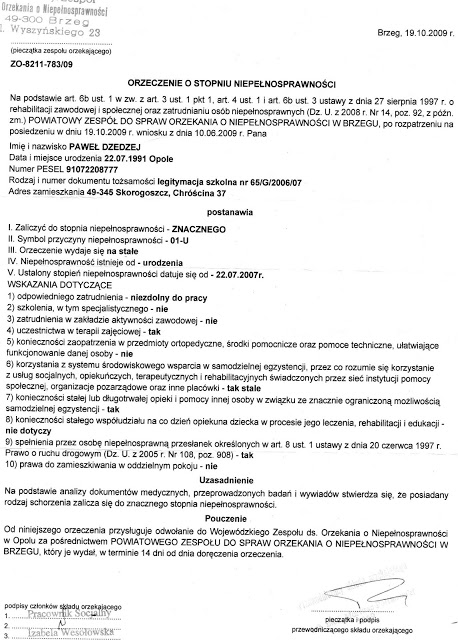 Orzekania o Niepełnosprawności
49-300 Brzeg
Wyszyńskiego 23
(pieczątka zespołu orzekającego)
Brzeg, 19.10.2009 r.
ZO-8211-783/09
ORZECZENIE O STOPNIU NIEPEŁNOSPRAWNOŚCI
Na podstawie art. 6b ust. 1 w zw. z art. 3 ust. 1 pkt 1, art. 4 ust. 1 i art. 6b ust. 3 ustawy z dnia 27 sierpnia 1997 r. o
rehabilitacji zawodowej i społecznej oraz zatrudnianiu osób niepełnosprawnych (Dz. U. z 2008 r. Nr 14, poz. 92, z późn.
zm.) POWIATOWY ZESPÓŁ DO SPRAW ORZEKANIA O NIEPEŁNOSPRAWNOŚCI W BRZEGU, po rozpatrzeniu na
posiedzeniu w dniu 19.10.2009 r. wniosku z dnia 10.06.2009 r. Pana
Imię i nazwisko PAWEŁ DZEDZEJ
Data i miejsce urodzenia 22.07.1991 Opole
Numer PESEL 91072208777
Rodzaj i numer dokumentu tożsamości legitymacja szkolna nr 65/G/2006/07
Adres zamieszkania 49-345 Skorogoszcz, Chróścina 37
postanawia
I. Zaliczyć do stopnia niepełnosprawności - ZNACZNEGO
II. Symbol przyczyny niepełnosprawności - 01-U
III. Orzeczenie wydaje się na stałe
IV. Niepełnosprawność istnieje od - urodzenia
V. Ustalony stopień niepełnosprawności datuje się od - 22.07.2007r.
WSKAZANIA DOTYCZĄCE
1) odpowiedniego zatrudnienia - niezdolny do pracy
2) szkolenia, w tym specjalistycznego - nie
3) zatrudnienia w zakładzie aktywności zawodowej - nie
4) uczestnictwa w terapii zajęciowej - tak
5) konieczności zaopatrzenia w przedmioty ortopedyczne, środki pomocnicze oraz pomoce techniczne, ułatwiające
funkcjonowanie danej osoby - nie
6) korzystania z systemu środowiskowego wsparcia w samodzielnej egzystencji, przez co rozumie się korzystanie
z usług socjalnych, opiekuńczych, terapeutycznych i rehabilitacyjnych świadczonych przez sieć instytucji pomocy
społecznej, organizacje pozarządowe oraz inne placówki - tak stale
7) konieczności stałej lub długotrwałej opieki i pomocy innej osoby w związku ze znacznie ograniczoną możliwością
samodzielnej egzystencji - tak
8) konieczności stałego współudziału na co dzień opiekuna dziecka w procesie jego leczenia, rehabilitacji i edukacji -
nie dotyczy
9) spełnienia przez osobę niepełnosprawną przesłanek określonych w art. 8 ust. 1 ustawy z dnia 20 czerwca 1997 r.
Prawo o ruchu drogowym (Dz. U. z 2005 r. Nr 108, poz. 908) - tak
10) prawa do zamieszkiwania w oddzielnym pokoju - nie
Uzasadnienie
Na podstawie analizy dokumentów medycznych, przeprowadzonych badań i wywiadów stwierdza się, że posiadany
rodzaj schorzenia zalicza się do znacznego stopnia niepełnosprawności.
Pouczenie
Od niniejszego orzeczenia przysługuje odwołanie do Wojewódzkiego Zespołu ds. Orzekania o Niepełnosprawności
w Opolu za pośrednictwem POWIATOWEGO ZESPOŁU DO SPRAW ORZEKANIA O NIEPEŁNOSPRAWNOŚCI W
BRZEGU, który je wydał, w terminie 14 dni od dnia doręczenia orzeczenia.
podpisy członków składu orzekającego
1. Pracownik Socjalny
2.
3. Izabela Wesołowska
pieczątka i podpis
przewodniczącego składu orzekającego